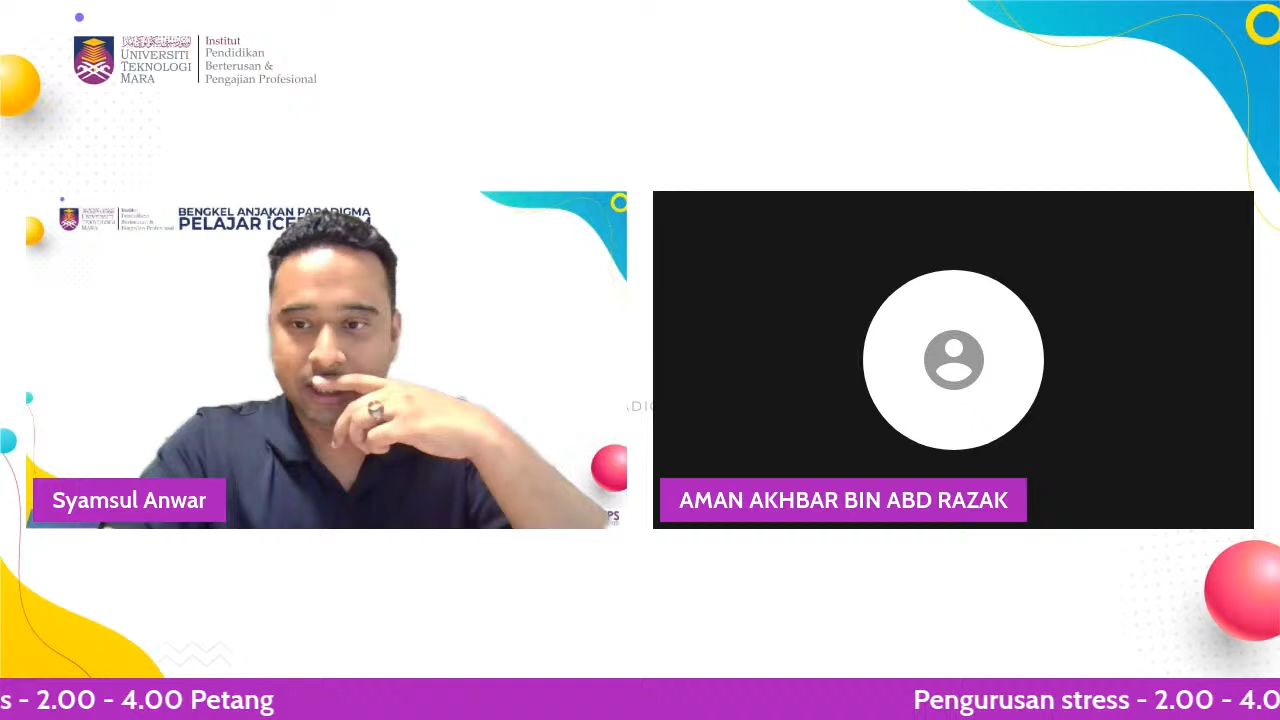 UNIVERSITI
TEKNOLOGI
MARA
Institut
Pendidikan
Berterusan &
Pengajian Profesional
BENGKEL ANJAKAN PARADIGMA
PELAJAR
Syamsul Anwar
AMAN AKHBAR BIN ABD RAZAK
s - 2.00 - 4.00 Petang
Pengurusan stress - 2.00 - 4.0